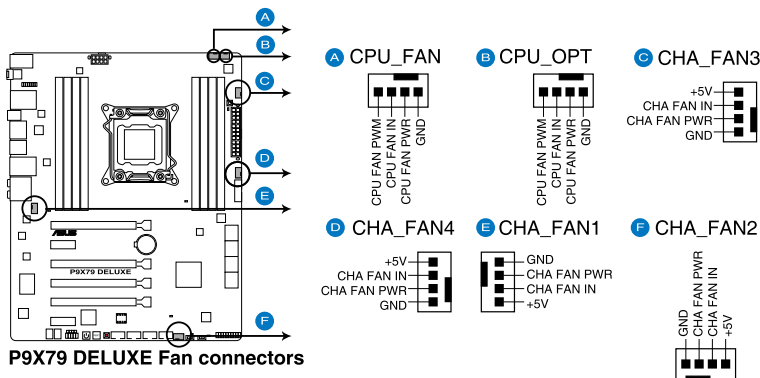 A
B
C
D
E
F
ASUS
P9X79 DELUXE
P9X79 DELUXE Fan connectors
A CPU_FAN
CPU FAN PWM
CPU FAN IN
CPU FAN PWR
GND
B CPU_OPT
CPU FAN PWM
CPU FAN IN
CPU FAN PWR
GND
C CHA_FAN3
+5V
CHA FAN IN
CHA FAN PWR
GND
D CHA_FAN4
+5V
CHA FAN IN
CHA FAN PWR
GND
E CHA_FAN1
GND
CHA FAN PWR
CHA FAN IN
+5V
F CHA_FAN2
GND
CHA FAN PWR
CHA FAN IN
+5V